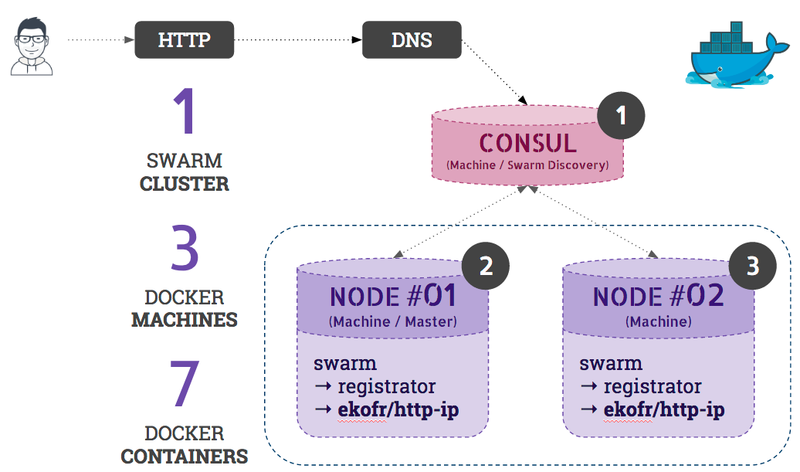 HTTP
DNS
1
SWARM
CLUSTER
1
CONSUL
(Machine / Swarm Discovery)
3
DOCKER
MACHINES
2
NODE #01
(Machine / Master)
swarm
→ registrator
→ ekofr/http-ip
3
NODE #02
(Machine)
swarm
→ registrator
→ ekofr/http-ip
7
DOCKER
CONTAINERS